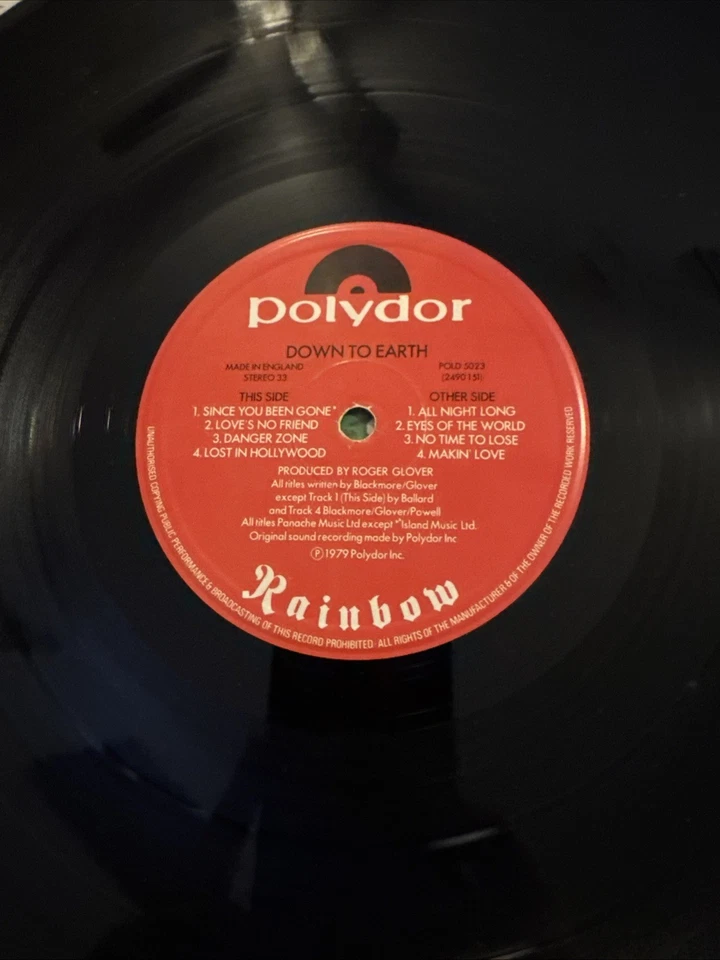 polydor
DOWN TO EARTH
MADE IN ENGLAND
STEREO 33
POLD 5023
(2490 151)
THIS SIDE
1. SINCE YOU BEEN GONE*
2. LOVE'S NO FRIEND
3. DANGER ZONE
4. LOST IN HOLLYWOOD
OTHER SIDE
1. ALL NIGHT LONG
2. EYES OF THE WORLD
3. NO TIME TO LOSE
4. MAKIN' LOVE
PRODUCED BY ROGER GLOVER
All titles written by Blackmore/Glover
except Track 1 (This Side) by Ballard
and Track 4 Blackmore/Glover/Powell
All titles Panache Music Ltd except *Island Music Ltd.
Original sound recording made by Polydor Inc
Ⓟ 1979 Polydor Inc.
Rainbow
UNAUTHORISED COPYING PUBLIC PERFORMANCE & BROADCASTING OF THIS RECORD PROHIBITED · ALL RIGHTS OF THE MANUFACTURER & OF THE OWNER OF THE RECORDED WORK RESERVED